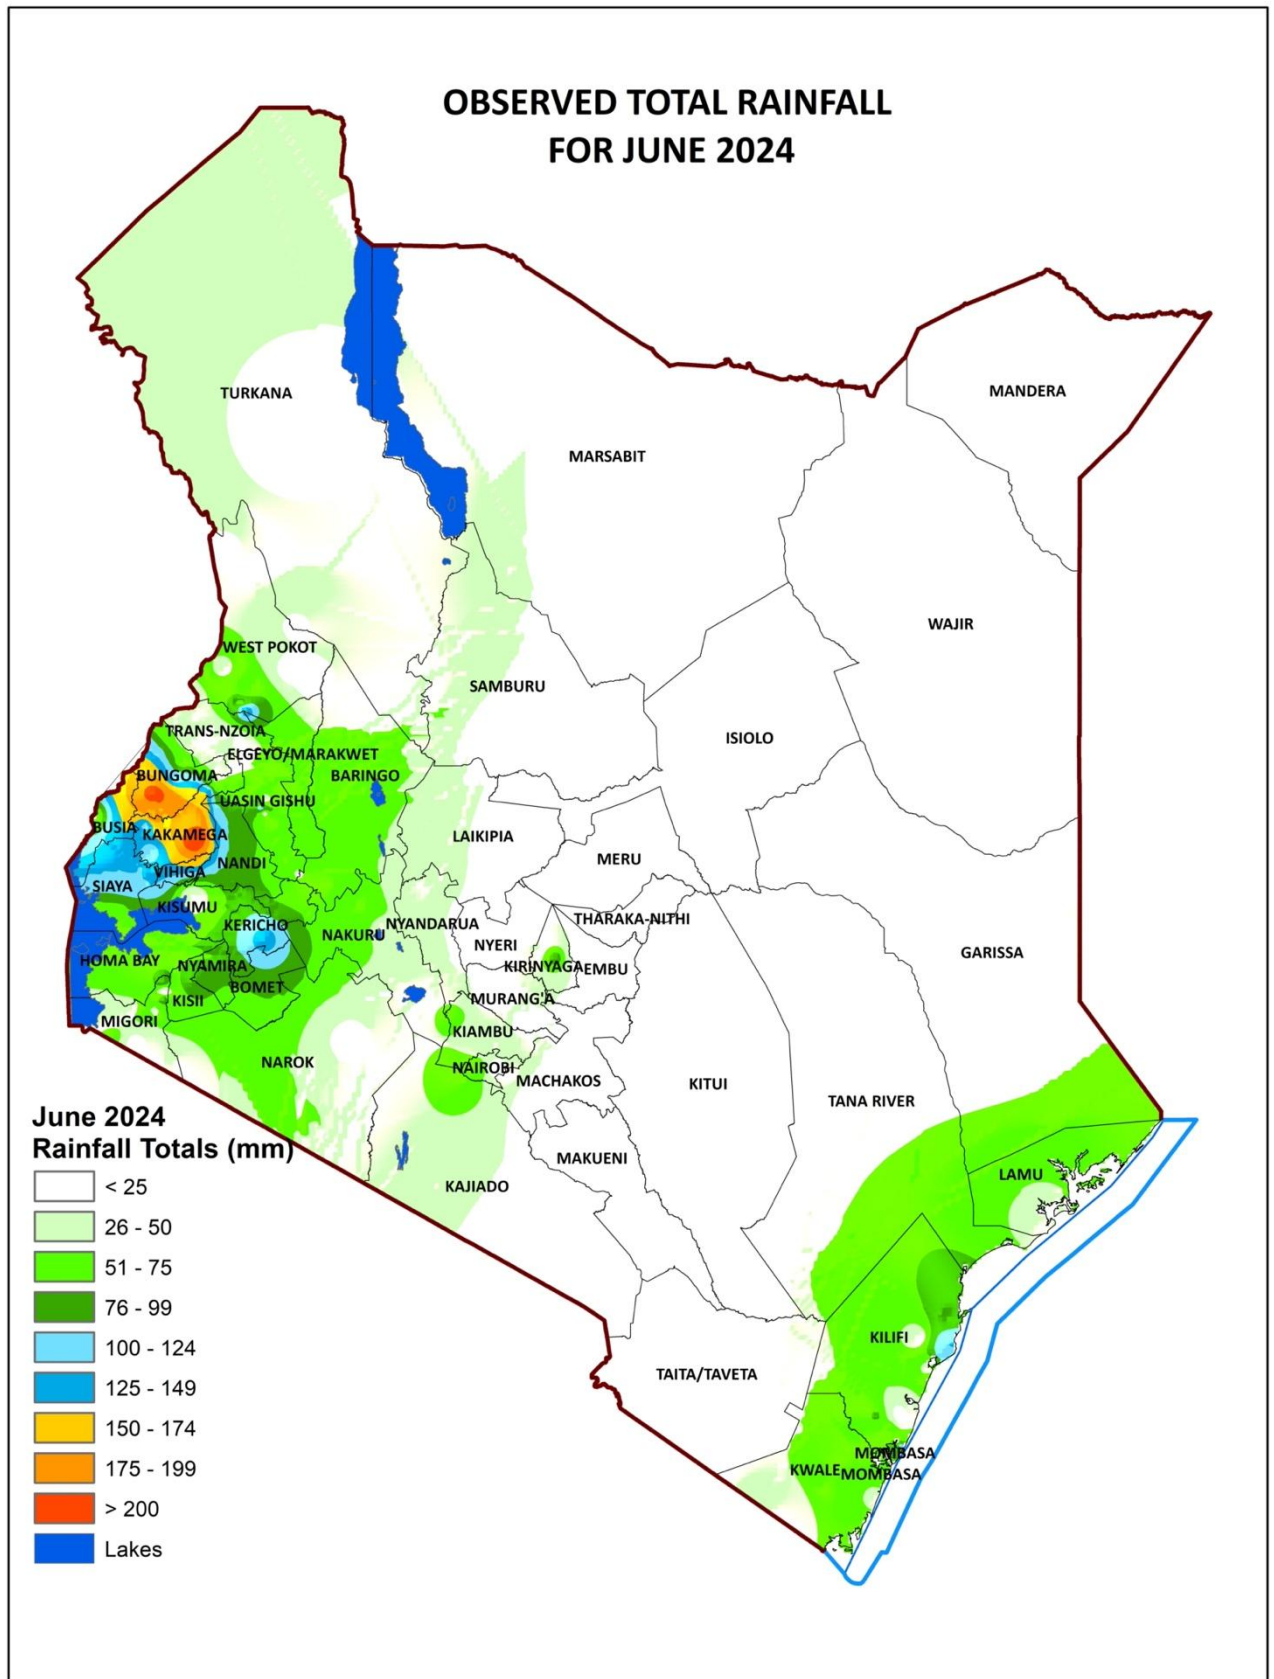 OBSERVED TOTAL RAINFALL
FOR JUNE 2024
TURKANA
MANDERA
MARSABIT
WAJIR
WEST POKOT
SAMBURU
TRANS-NZOIA
ISIOLO
ELGEYO/MARAKWET
BUNGOMA
BARINGO
UASIN GISHU
BUSIA
KAKAMEGA
LAIKIPIA
NANDI
MERU
VIHIGA
SIAYA
KISUMU
KERICHO
NYANDARUA
THARAKA-NITHI
NAKURU
NYERI
GARISSA
HOMA BAY
NYAMIRA
KIRINYAGA
EMBU
BOMET
KISII
MURANG'A
MIGORI
KIAMBU
NAROK
NAIROBI
MACHAKOS
KITUI
TANA RIVER
MAKUENI
LAMU
KAJIADO
KILIFI
TAITA/TAVETA
MOMBASA
KWALE
MOMBASA
June 2024
Rainfall Totals (mm)
< 25
26 - 50
51 - 75
76 - 99
100 - 124
125 - 149
150 - 174
175 - 199
> 200
Lakes